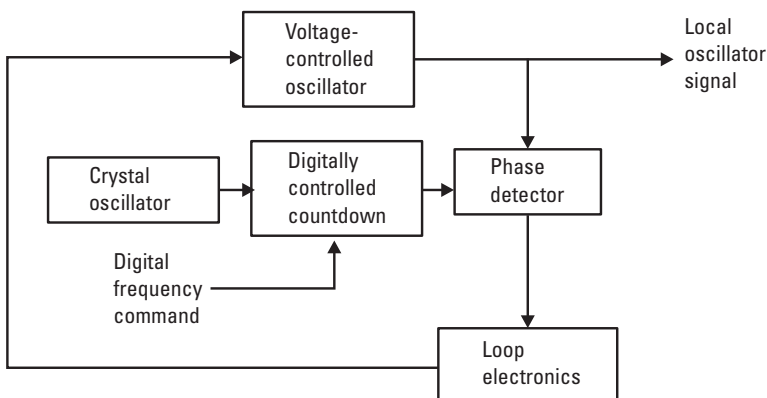 Voltage-
controlled
oscillator
Local
oscillator
signal
Crystal
oscillator
Digitally
controlled
countdown
Phase
detector
Digital
frequency
command
Loop
electronics